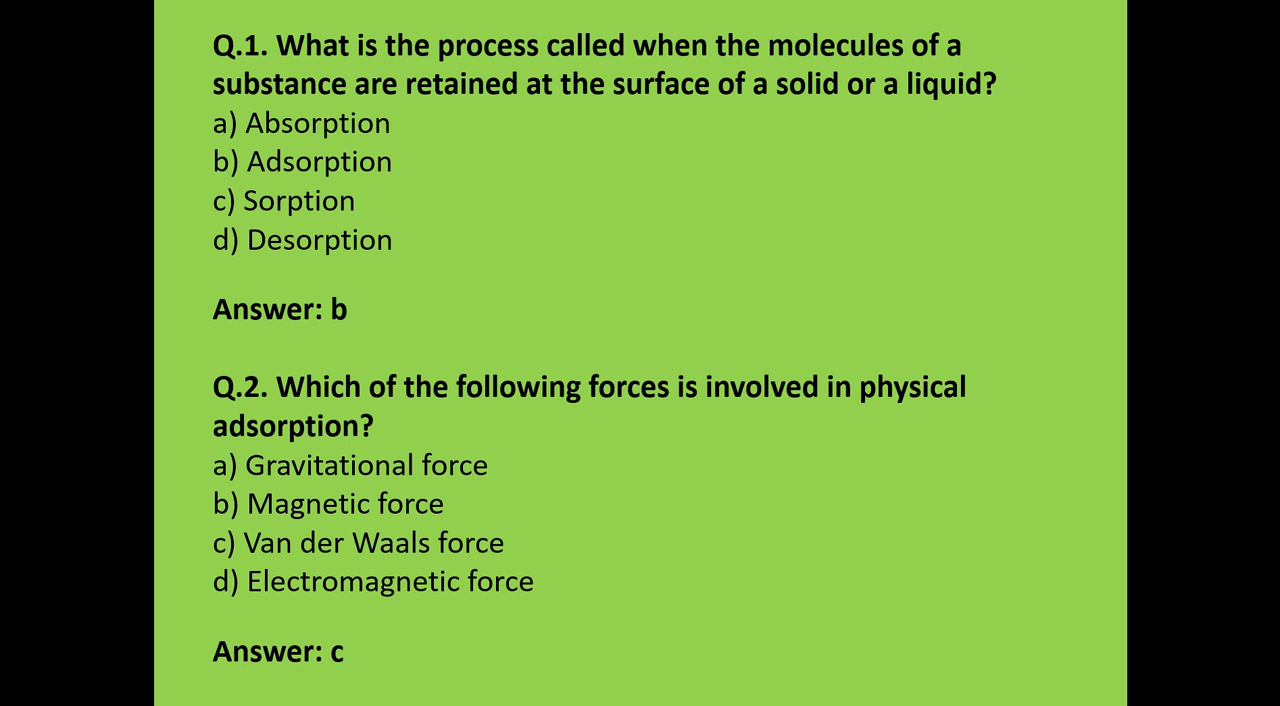 Q.1. What is the process called when the molecules of a
substance are retained at the surface of a solid or a liquid?
a) Absorption
b) Adsorption
c) Sorption
d) Desorption
Answer: b
Q.2. Which of the following forces is involved in physical
adsorption?
a) Gravitational force
b) Magnetic force
c) Van der Waals force
d) Electromagnetic force
Answer: c